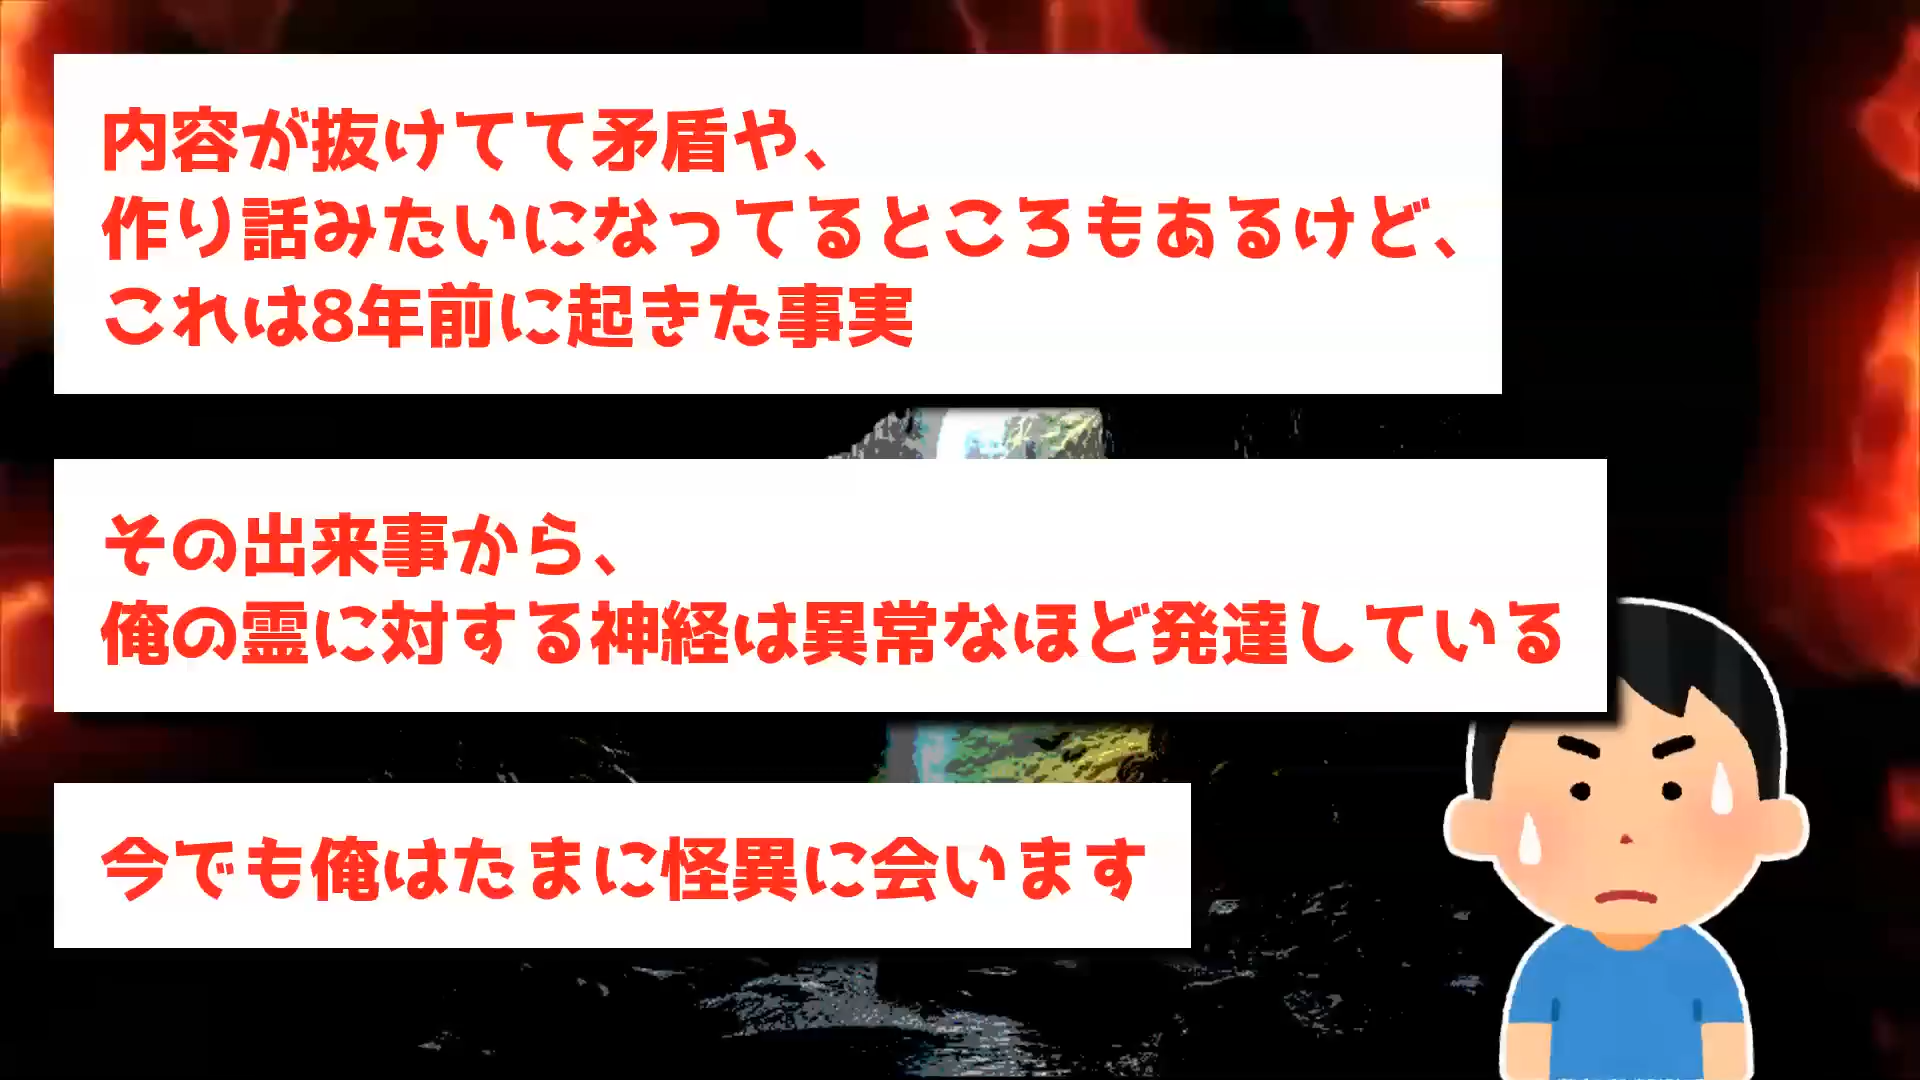 内容が抜けてて矛盾や、
作り話みたいになってるところもあるけど、
これは8年前に起きた事実
その出来事から、
俺の霊に対する神経は異常なほど発達している
今でも俺はたまに怪異に会います